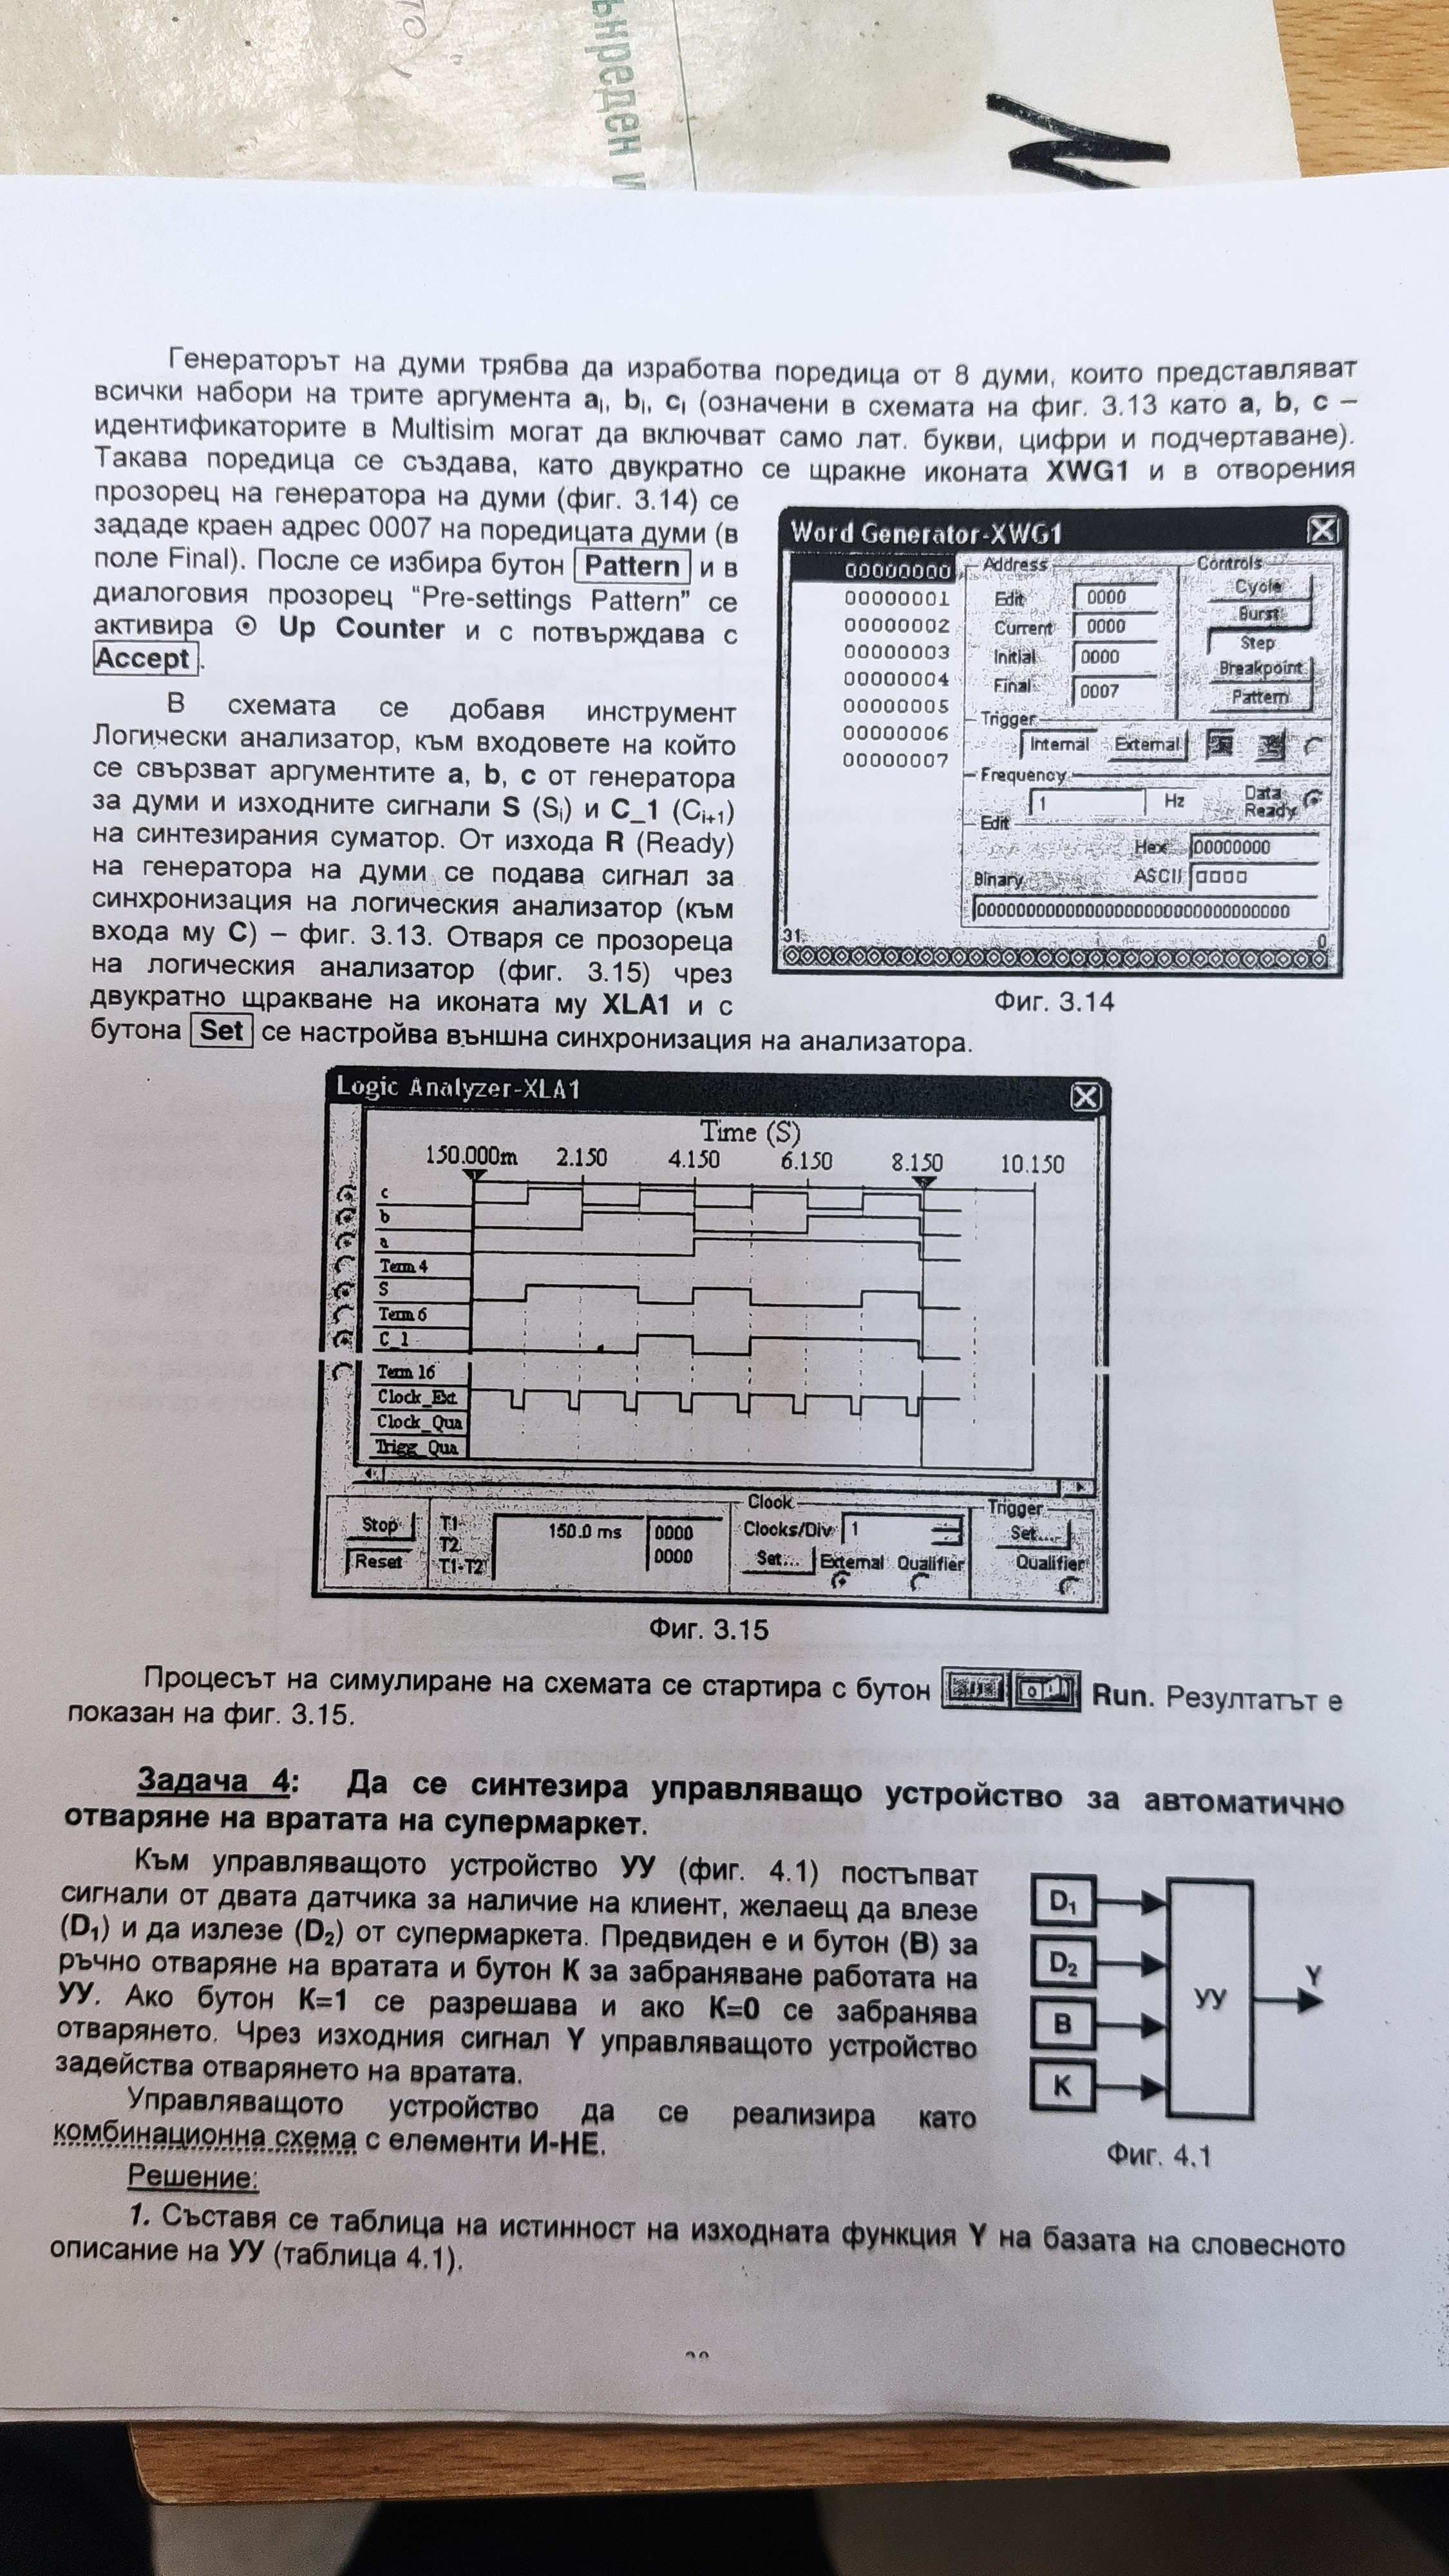 ънреден и
Генераторът на думи трябва да изработва поредица от 8 думи, които представляват
всички набори на трите аргумента aᵢ, bᵢ, cᵢ (означени в схемата на фиг. 3.13 като a, b, c –
идентификаторите в Multisim могат да включват само лат. букви, цифри и подчертаване).
Такава поредица се създава, като двукратно се щракне иконата XWG1 и в отворения
прозорец на генератора на думи (фиг. 3.14) се
зададе краен адрес 0007 на поредицата думи (в
поле Final). После се избира бутон Pattern и в
диалоговия прозорец “Pre-settings Pattern” се
активира ⊙ Up Counter и с потвърждава с
Accept.
В схемата се добавя инструмент
Логически анализатор, към входовете на който
се свързват аргументите a, b, c от генератора
за думи и изходните сигнали S (Sᵢ) и C_1 (Cᵢ₊₁)
на синтезирания суматор. От изхода R (Ready)
на генератора на думи се подава сигнал за
синхронизация на логическия анализатор (към
входа му C) – фиг. 3.13. Отваря се прозореца
на логическия анализатор (фиг. 3.15) чрез
двукратно щракване на иконата му XLA1 и с
бутона Set се настройва външна синхронизация на анализатора.
Word Generator-XWG1
00000000
00000001
00000002
00000003
00000004
00000005
00000006
00000007
Address
Edit 0000
Current 0000
Initial 0000
Final 0007
Controls
Cycle
Burst
Step
Breakpoint
Pattern
Trigger
Internal External
Frequency
1 Hz
Data
Ready
Edit
Hex 00000000
ASCII
Binary
00000000000000000000000000000000
31 0
Фиг. 3.14
Logic Analyzer-XLA1
Time (S)
150.000m 2.150 4.150 6.150 8.150 10.150
c
b
a
Term 4
S
Term 6
C_1
Term 16
Clock_Ext
Clock_Qua
Trigg_Qua
Stop
Reset
T1
T2
T1-T2
150.0 ms
0000
0000
Clock
Clocks/Div 1
Set... External Qualifier
Trigger
Set....
Qualifier
Фиг. 3.15
Процесът на симулиране на схемата се стартира с бутон Run. Резултатът е
показан на фиг. 3.15.
Задача 4: Да се синтезира управляващо устройство за автоматично
отваряне на вратата на супермаркет.
Към управляващото устройство УУ (фиг. 4.1) постъпват
сигнали от двата датчика за наличие на клиент, желаещ да влезе
(D₁) и да излезе (D₂) от супермаркета. Предвиден е и бутон (B) за
ръчно отваряне на вратата и бутон K за забраняване работата на
УУ. Ако бутон K=1 се разрешава и ако K=0 се забранява
отварянето. Чрез изходния сигнал Y управляващото устройство
задейства отварянето на вратата.
Управляващото устройство да се реализира като
комбинационна схема с елементи И-НЕ.
D₁
D₂
B
K
УУ
Y
Фиг. 4.1
Решение:
1. Съставя се таблица на истинност на изходната функция Y на базата на словесното
описание на УУ (таблица 4.1).